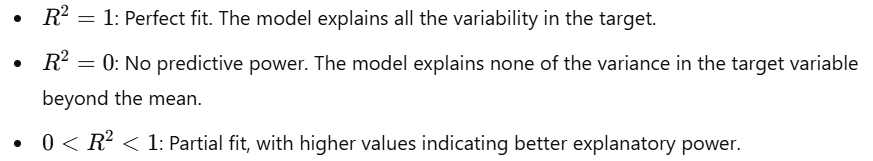 • R² = 1: Perfect fit. The model explains all the variability in the target.
• R² = 0: No predictive power. The model explains none of the variance in the target variable
beyond the mean.
• 0 < R² < 1: Partial fit, with higher values indicating better explanatory power.